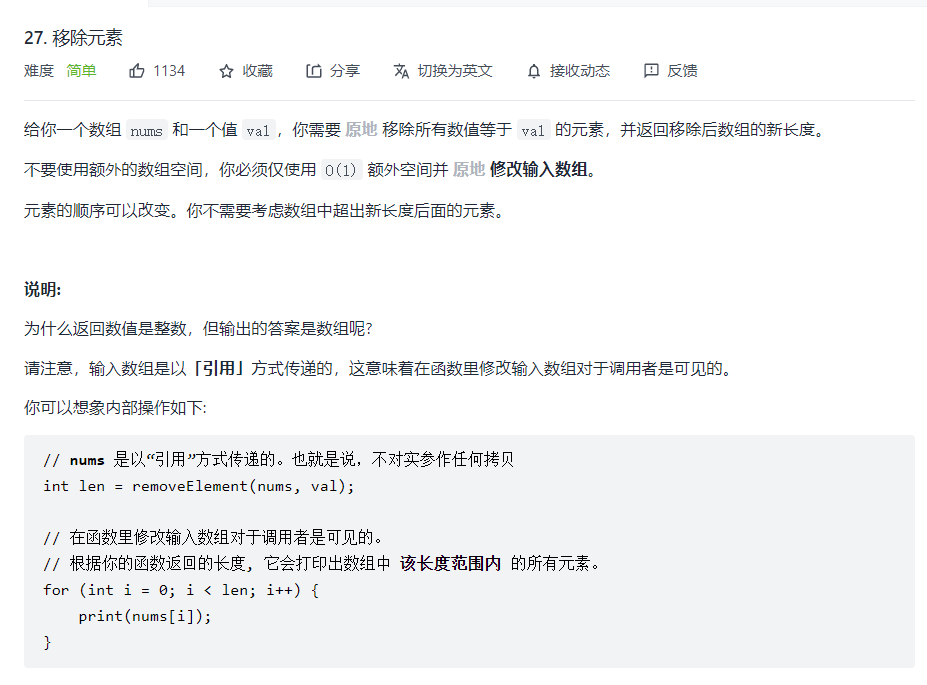 27. 移除元素
难度 简单 1134 收藏 分享 切换为英文 接收动态 反馈
给你一个数组 nums 和一个值 val，你需要 原地 移除所有数值等于 val 的元素，并返回移除后数组的新长度。
不要使用额外的数组空间，你必须仅使用 O(1) 额外空间并 原地 修改输入数组。
元素的顺序可以改变。你不需要考虑数组中超出新长度后面的元素。
说明:
为什么返回数值是整数，但输出的答案是数组呢?
请注意，输入数组是以「引用」方式传递的，这意味着在函数里修改输入数组对于调用者是可见的。
你可以想象内部操作如下:
// nums 是以“引用”方式传递的。也就是说，不对实参作任何拷贝
int len = removeElement(nums, val);
// 在函数里修改输入数组对于调用者是可见的。
// 根据你的函数返回的长度, 它会打印出数组中 该长度范围内 的所有元素。
for (int i = 0; i < len; i++) {
    print(nums[i]);
}